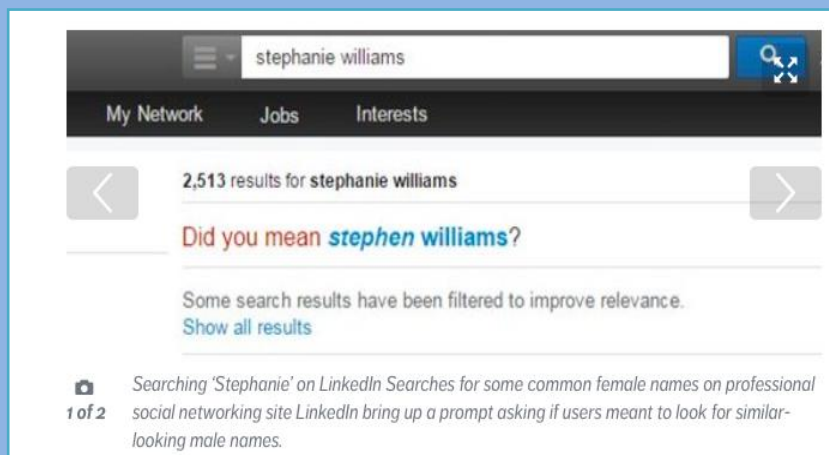 stephanie williams
My Network Jobs Interests
2,513 results for stephanie williams
Did you mean stephen williams?
Some search results have been filtered to improve relevance.
Show all results
Searching ‘Stephanie’ on LinkedIn Searches for some common female names on professional
1 of 2 social networking site LinkedIn bring up a prompt asking if users meant to look for similar-
looking male names.